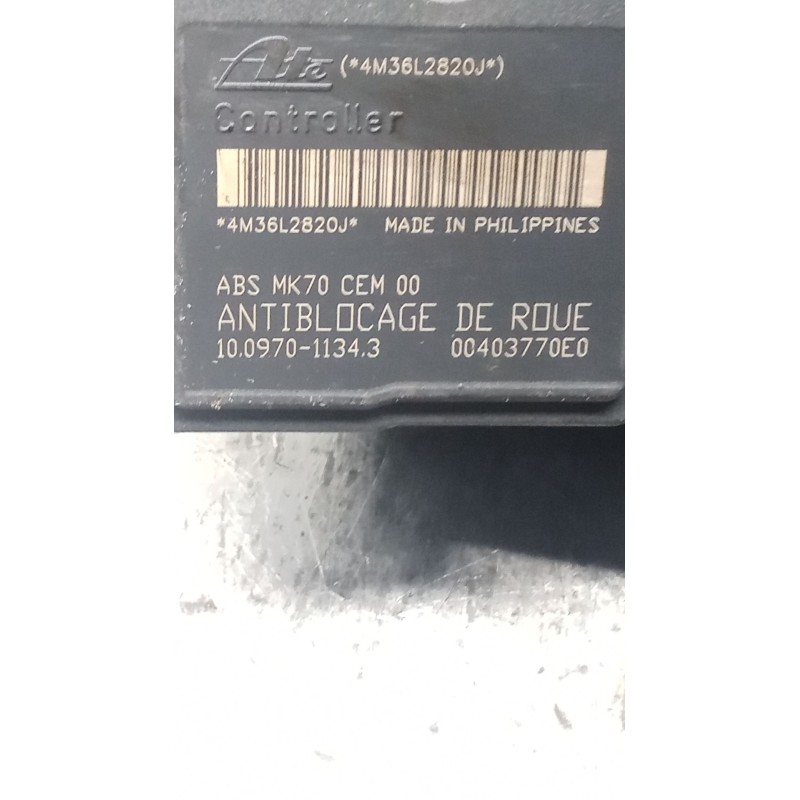 Ate (*4M36L2820J*)
Controller
*4M36L2820J* MADE IN PHILIPPINES
ABS MK70 CEM 00
ANTIBLOCAGE DE ROUE
10.0970-1134.3 00403770E0